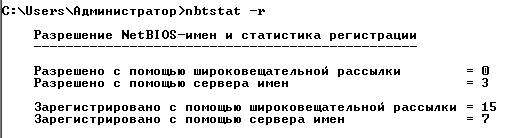 C:\Users\Администратор>nbtstat -r
Разрешение NetBIOS-имен и статистика регистрации
------------------------------------------------
Разрешено с помощью широковещательной рассылки = 0
Разрешено с помощью сервера имен = 3
Зарегистрировано с помощью широковещательной рассылки = 15
Зарегистрировано с помощью сервера имен = 7